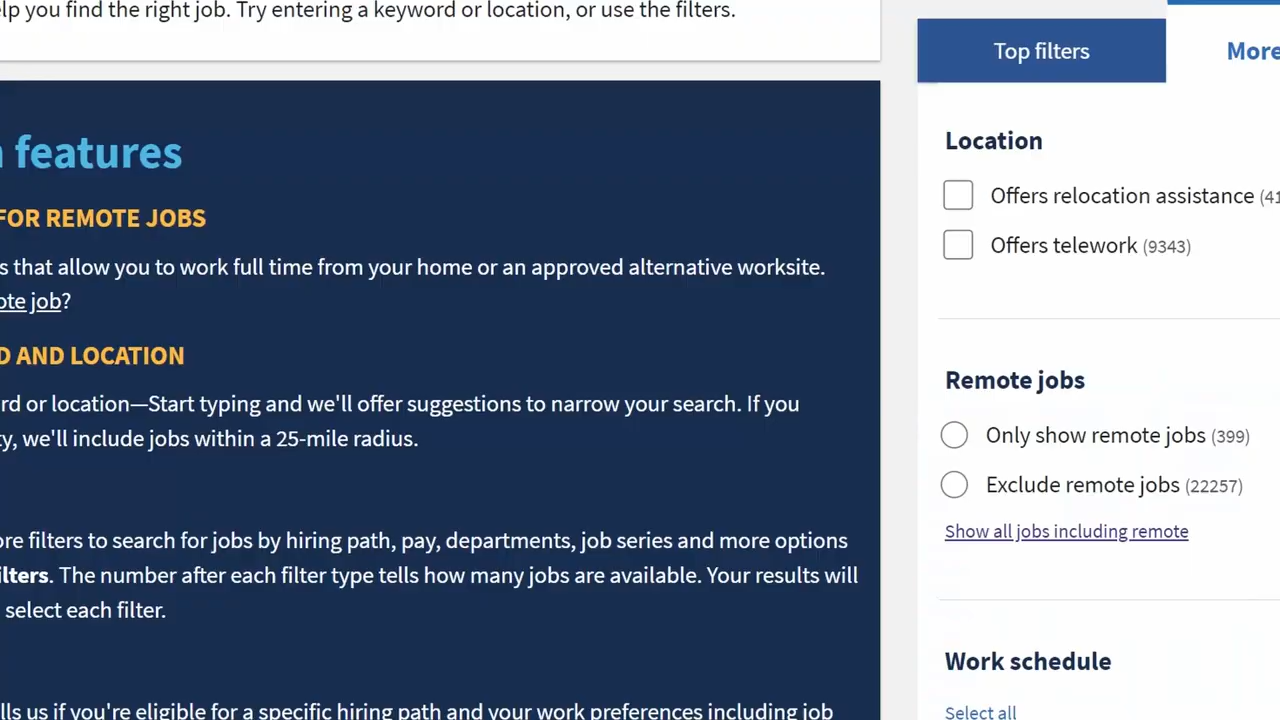 help you find the right job. Try entering a keyword or location, or use the filters.
features
FOR REMOTE JOBS
s that allow you to work full time from your home or an approved alternative worksite.
ote job?
D AND LOCATION
rd or location—Start typing and we'll offer suggestions to narrow your search. If you
ty, we'll include jobs within a 25-mile radius.
ore filters to search for jobs by hiring path, pay, departments, job series and more options
ilters. The number after each filter type tells how many jobs are available. Your results will
select each filter.
lls us if you're eligible for a specific hiring path and your work preferences including job
Top filters
More
Location
Offers relocation assistance (41
Offers telework (9343)
Remote jobs
Only show remote jobs (399)
Exclude remote jobs (22257)
Show all jobs including remote
Work schedule
Select all